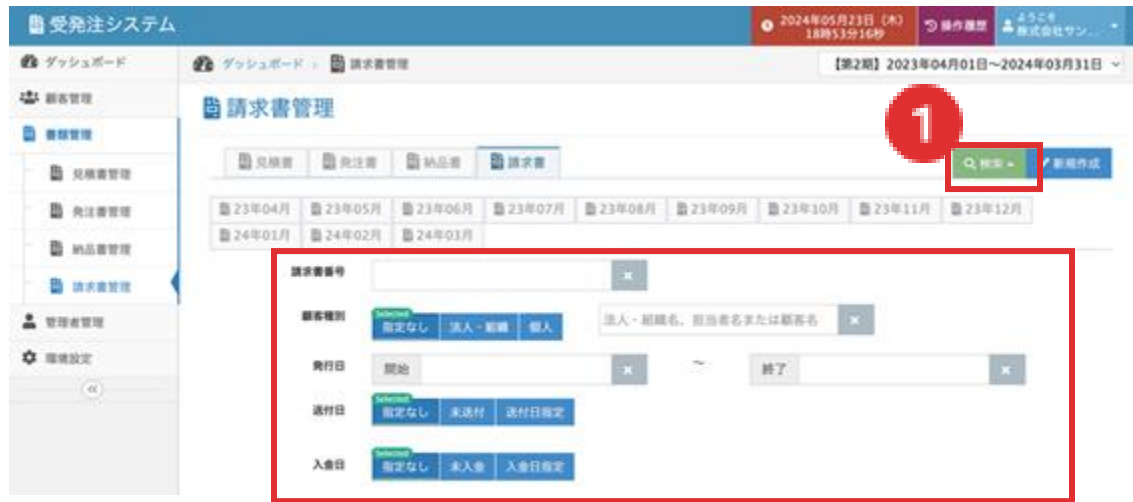 受発注システム
2024年05月23日（木）
18時53分16秒
操作履歴
ようこそ
株式会社サン...
ダッシュボード
ダッシュボード
請求書管理
【第2期】2023年04月01日～2024年03月31日
顧客管理
書類管理
見積書管理
発注書管理
納品書管理
請求書管理
管理者管理
環境設定
請求書管理
1
見積書
発注書
納品書
請求書
検索
新規作成
23年04月
23年05月
23年06月
23年07月
23年08月
23年09月
23年10月
23年11月
23年12月
24年01月
24年02月
24年03月
請求書番号
顧客種別
Selected
指定なし
法人・組織
個人
法人・組織名、担当者名または顧客名
発行日
開始
～
終了
送付日
Selected
指定なし
未送付
送付日指定
入金日
Selected
指定なし
未入金
入金日指定